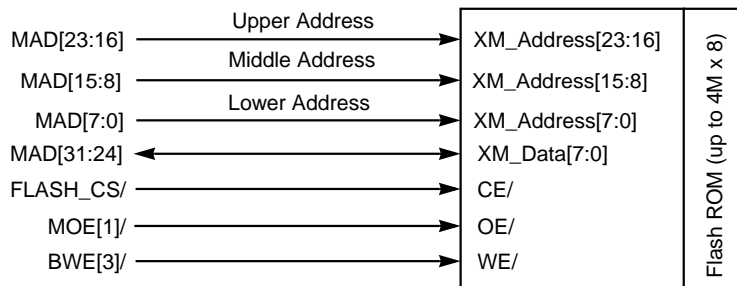 Upper Address
MAD[23:16] XM_Address[23:16]
Middle Address
MAD[15:8] XM_Address[15:8]
Lower Address
MAD[7:0] XM_Address[7:0]
MAD[31:24] XM_Data[7:0]
FLASH_CS/ CE/
MOE[1]/ OE/
BWE[3]/ WE/
Flash ROM (up to 4M x 8)